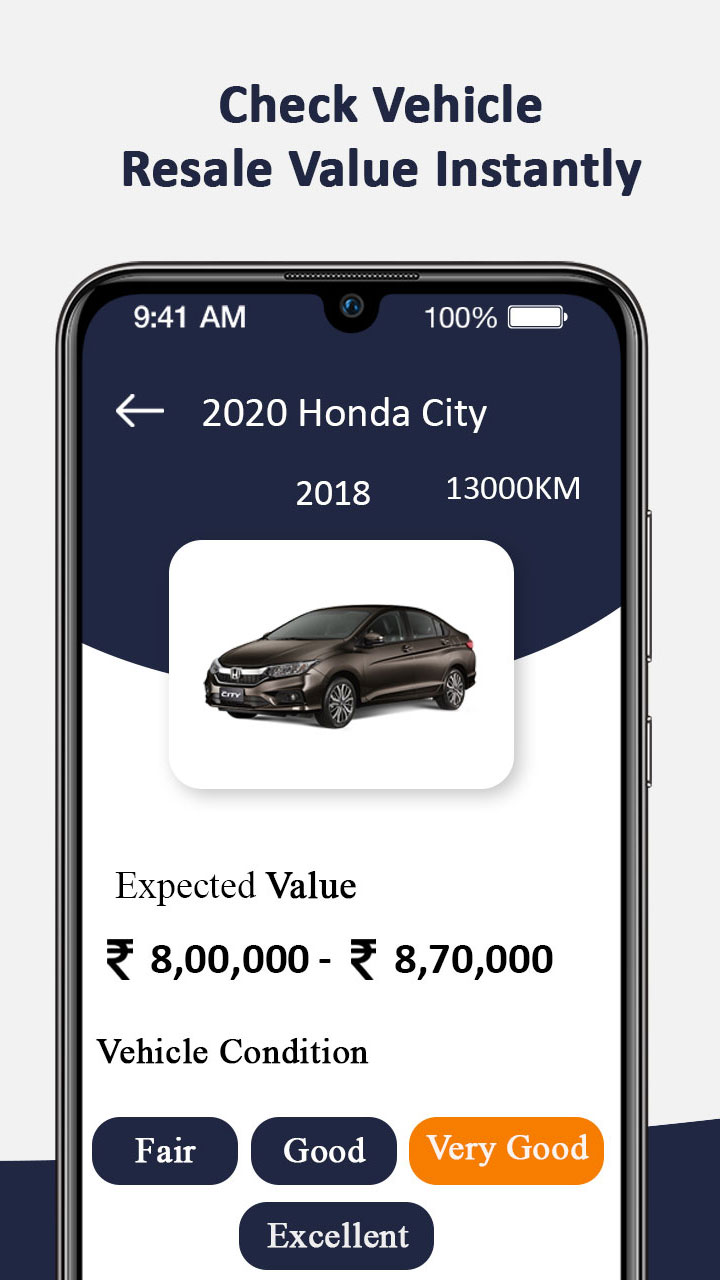 Check Vehicle
Resale Value Instantly
9:41 AM 100%
2020 Honda City
2018 13000KM
CITY
Expected Value
₹ 8,00,000 - ₹ 8,70,000
Vehicle Condition
Fair Good Very Good
Excellent